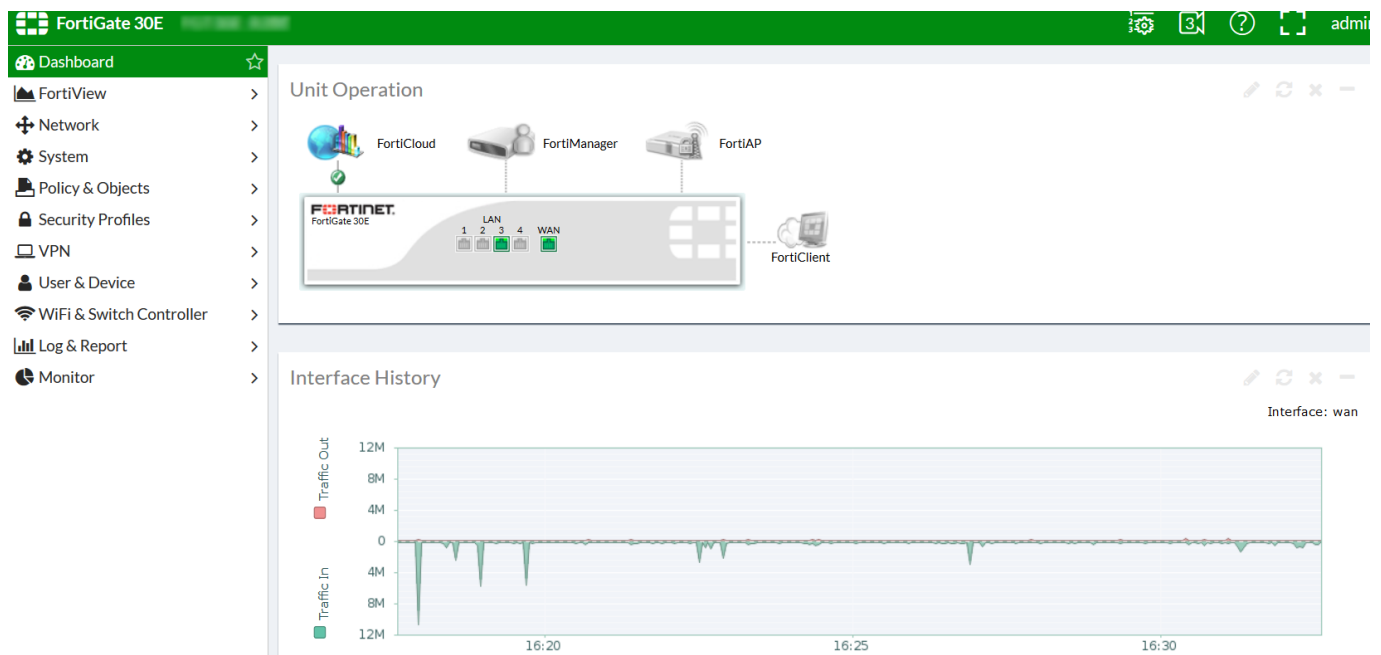 FortiGate 30E
3
admin
Dashboard
FortiView
Network
System
Policy & Objects
Security Profiles
VPN
User & Device
WiFi & Switch Controller
Log & Report
Monitor
Unit Operation
FortiCloud
FortiManager
FortiAP
FORTINET.
FortiGate 30E
LAN
1 2 3 4 WAN
FortiClient
Interface History
Interface: wan
Traffic Out
Traffic In
12M
8M
4M
0
4M
8M
12M
16:20 16:25 16:30